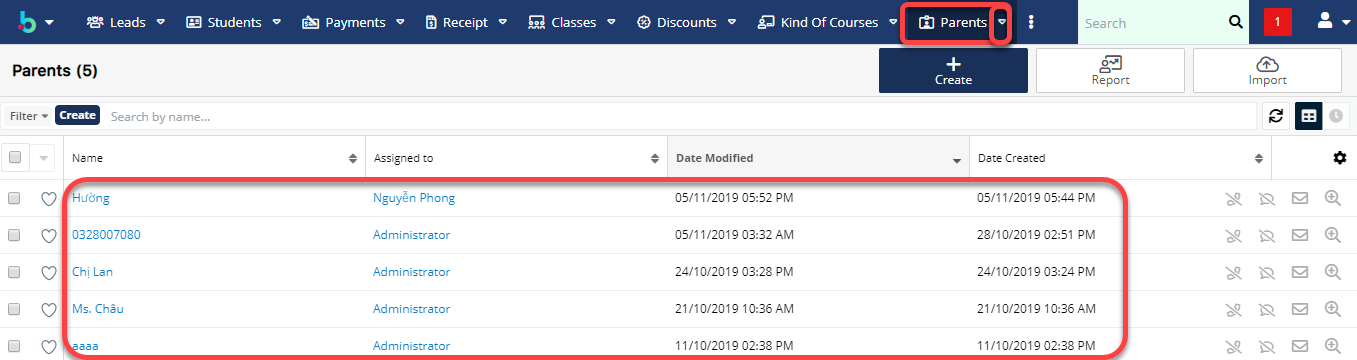 Leads Students Payments Receipt Classes Discounts Kind Of Courses Parents Search 1
Parents (5) Create Report Import
Filter Create Search by name...
Name Assigned to Date Modified Date Created
Hường Nguyễn Phong 05/11/2019 05:52 PM 05/11/2019 05:44 PM
0328007080 Administrator 05/11/2019 03:32 AM 28/10/2019 02:51 PM
Chị Lan Administrator 24/10/2019 03:28 PM 24/10/2019 03:24 PM
Ms. Châu Administrator 21/10/2019 10:36 AM 21/10/2019 10:36 AM
aaaa Administrator 11/10/2019 02:38 PM 11/10/2019 02:38 PM